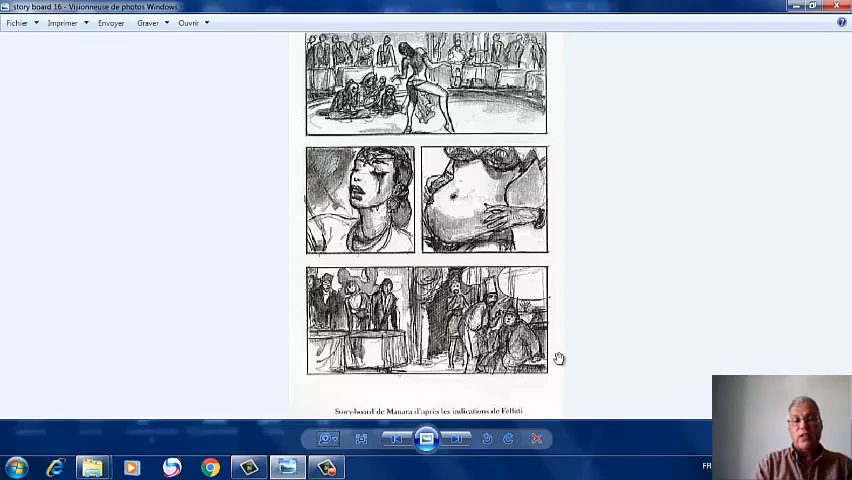 story board 16 - Visionneuse de photos Windows
Fichier Imprimer Envoyer Graver Ouvrir
Story-board de Manara d'après les indications de Fellini
FR